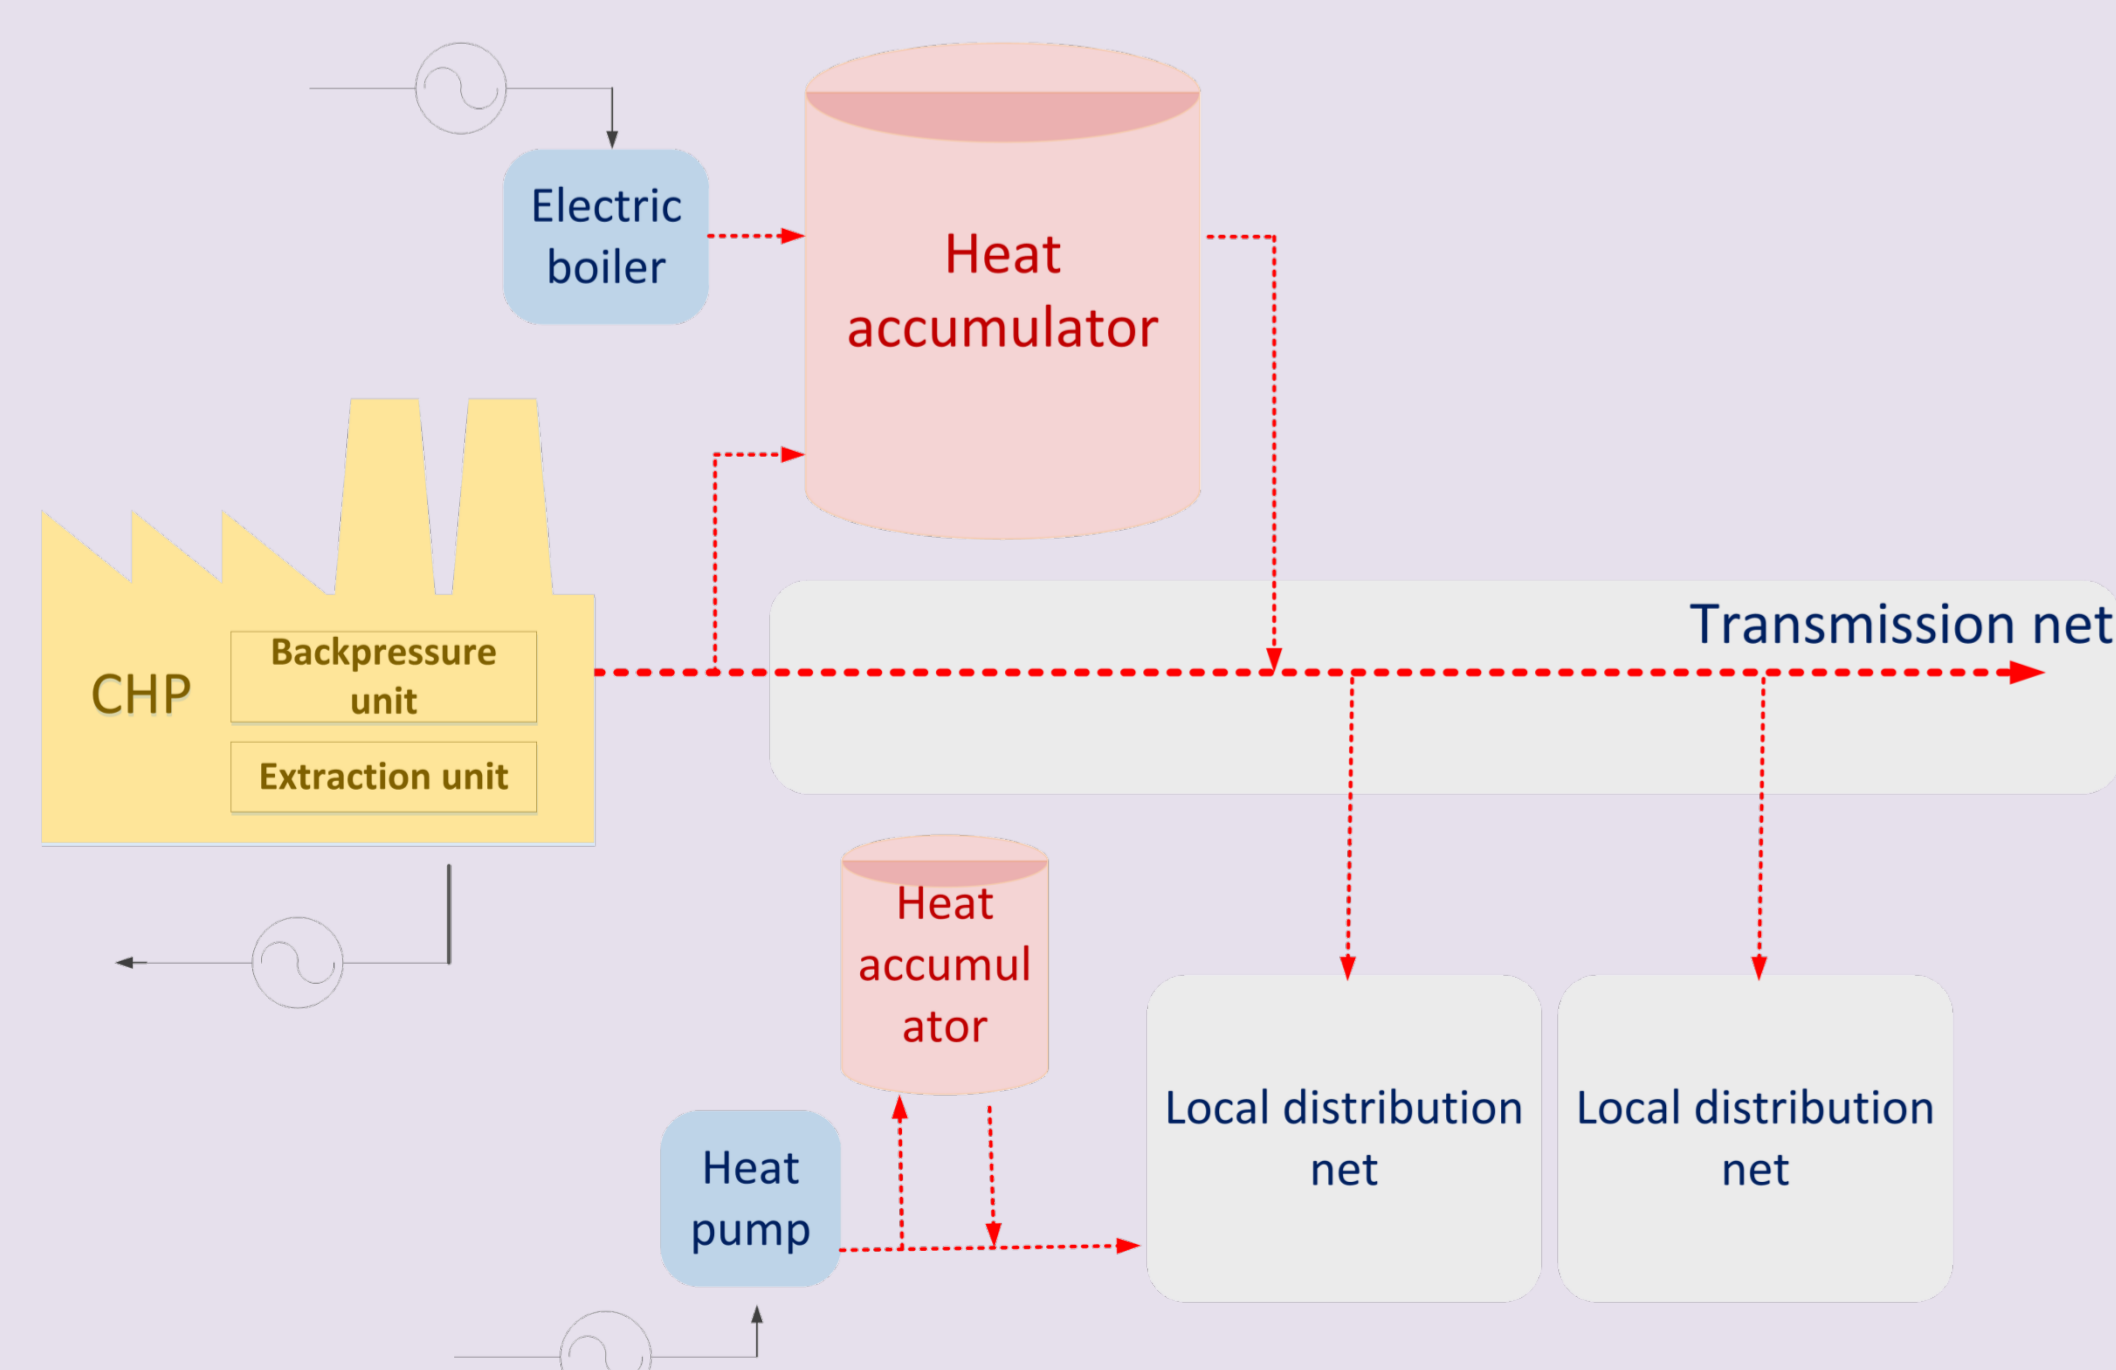 Electric
boiler
Heat
accumulator
Transmission net
CHP
Backpressure
unit
Extraction unit
Heat
accumul
ator
Heat
pump
Local distribution
net
Local distribution
net